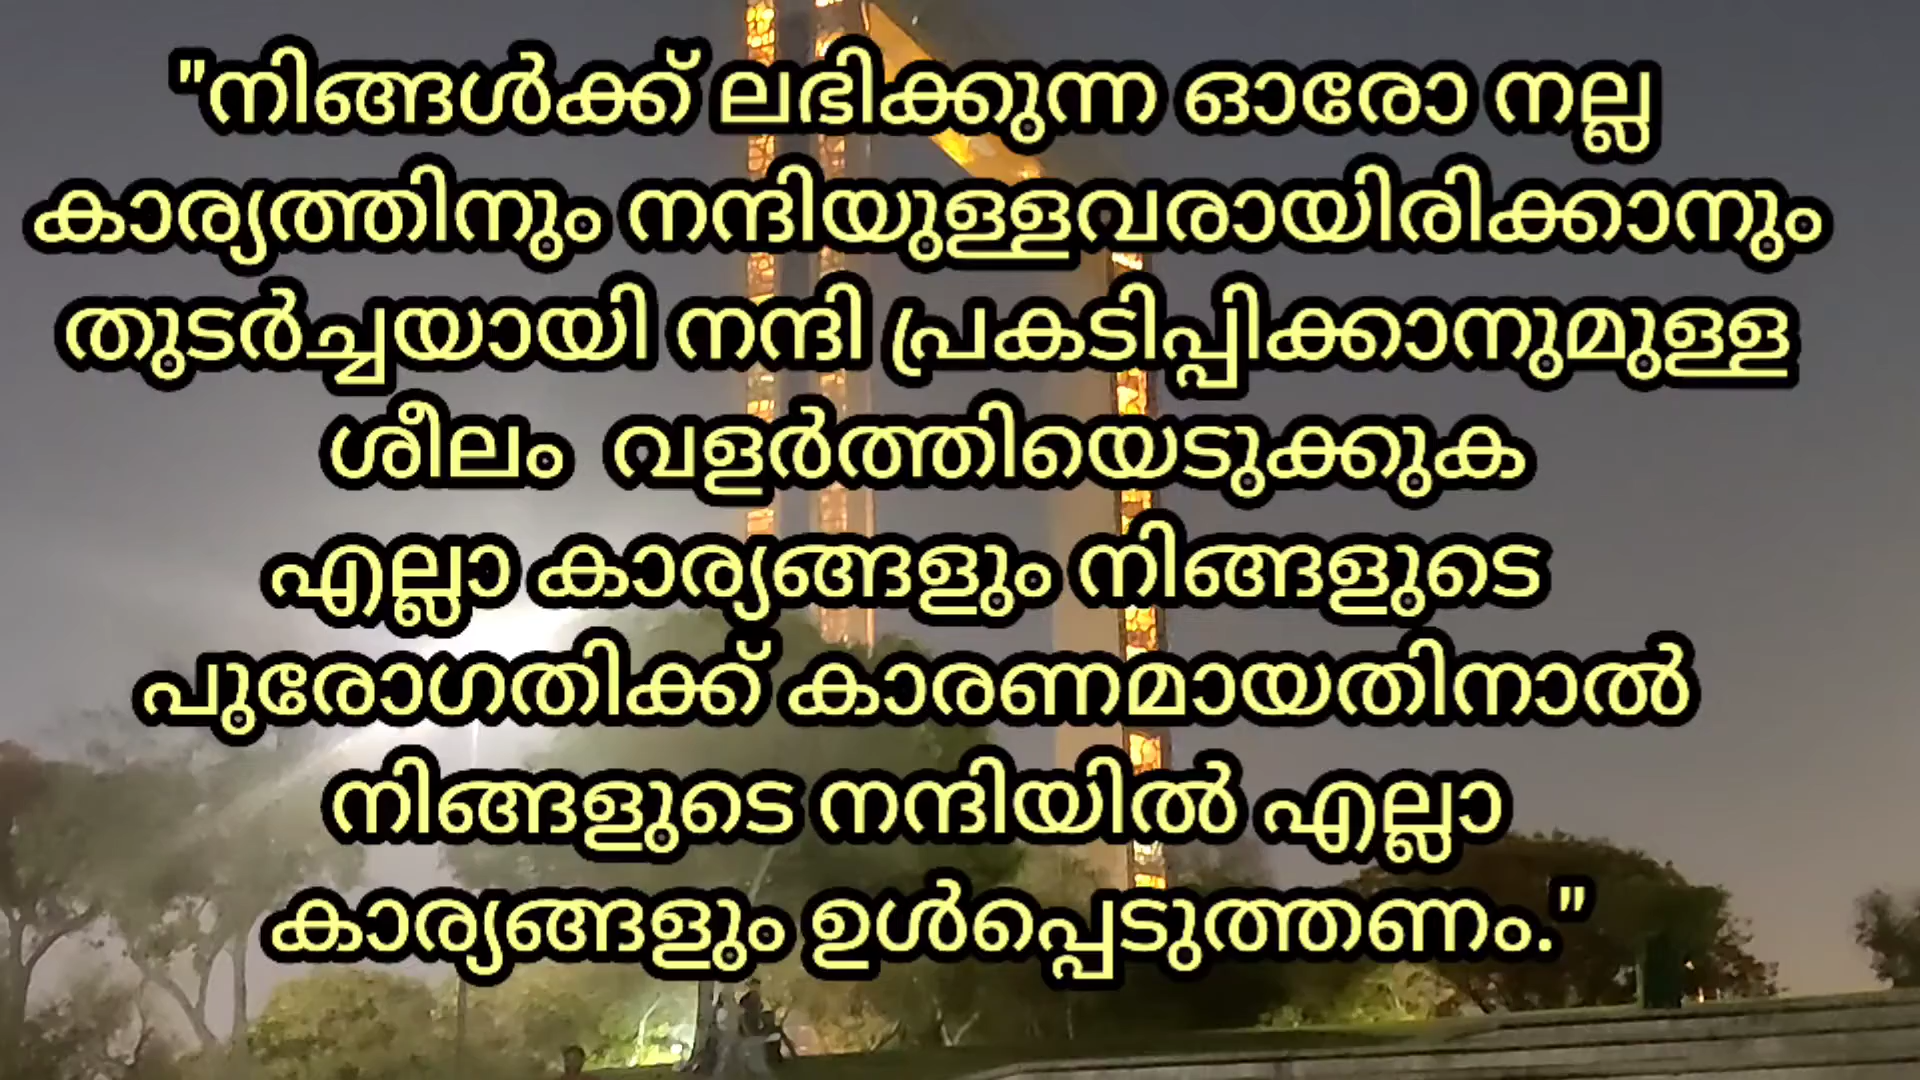 "നിങ്ങൾക്ക് ലഭിക്കുന്ന ഓരോ നല്ല
കാര്യത്തിനും നന്ദിയുള്ളവരായിരിക്കാനും
തുടർച്ചയായി നന്ദി പ്രകടിപ്പിക്കാനുമുള്ള
ശീലം വളർത്തിയെടുക്കുക
എല്ലാ കാര്യങ്ങളും നിങ്ങളുടെ
പുരോഗതിക്ക് കാരണമായതിനാൽ
നിങ്ങളുടെ നന്ദിയിൽ എല്ലാ
കാര്യങ്ങളും ഉൾപ്പെടുത്തണം."